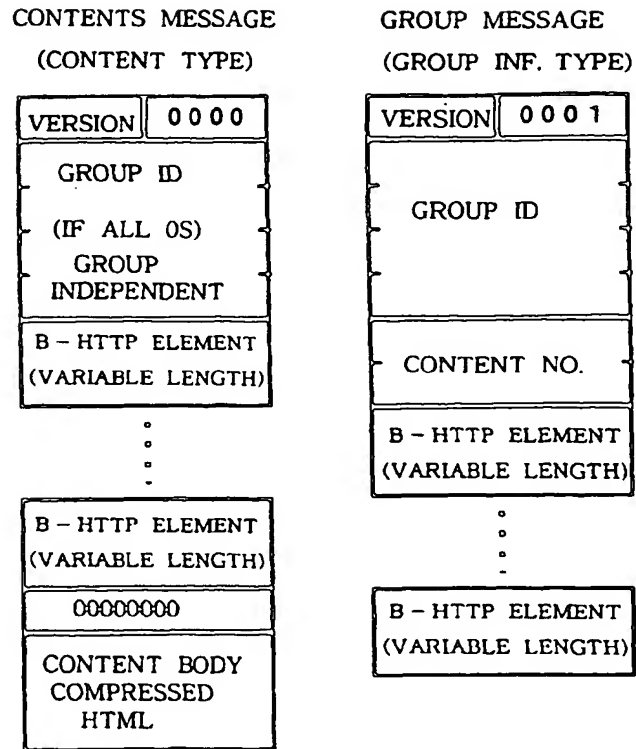 CONTENTS MESSAGE
(CONTENT TYPE)
VERSION 0000
GROUP ID
(IF ALL 0S)
GROUP
INDEPENDENT
B-HTTP ELEMENT
(VARIABLE LENGTH)
B-HTTP ELEMENT
(VARIABLE LENGTH)
00000000
CONTENT BODY
COMPRESSED
HTML
GROUP MESSAGE
(GROUP INF. TYPE)
VERSION 0001
GROUP ID
CONTENT NO.
B-HTTP ELEMENT
(VARIABLE LENGTH)
B-HTTP ELEMENT
(VARIABLE LENGTH)